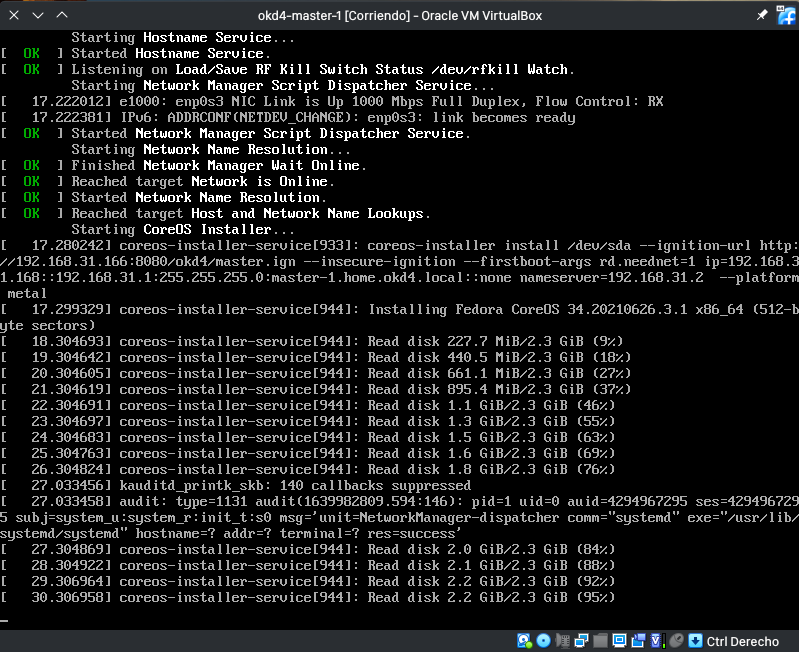 okd4-master-1 [Corriendo] - Oracle VM VirtualBox
Starting Hostname Service...
[  OK  ] Started Hostname Service.
[  OK  ] Listening on Load/Save RF Kill Switch Status /dev/rfkill Watch.
Starting Network Manager Script Dispatcher Service...
[   17.222012] e1000: enp0s3 NIC Link is Up 1000 Mbps Full Duplex, Flow Control: RX
[   17.222381] IPv6: ADDRCONF(NETDEV_CHANGE): enp0s3: link becomes ready
[  OK  ] Started Network Manager Script Dispatcher Service.
Starting Network Name Resolution...
[  OK  ] Finished Network Manager Wait Online.
[  OK  ] Reached target Network is Online.
[  OK  ] Started Network Name Resolution.
[  OK  ] Reached target Host and Network Name Lookups.
Starting CoreOS Installer...
[   17.280242] coreos-installer-service[933]: coreos-installer install /dev/sda --ignition-url http:
//192.168.31.166:8080/okd4/master.ign --insecure-ignition --firstboot-args rd.neednet=1 ip=192.168.3
1.168::192.168.31.1:255.255.255.0:master-1.home.okd4.local::none nameserver=192.168.31.2  --platform
metal
[   17.299329] coreos-installer-service[944]: Installing Fedora CoreOS 34.20210626.3.1 x86_64 (512-b
yte sectors)
[   18.304693] coreos-installer-service[944]: Read disk 227.7 MiB/2.3 GiB (9%)
[   19.304642] coreos-installer-service[944]: Read disk 440.5 MiB/2.3 GiB (18%)
[   20.304605] coreos-installer-service[944]: Read disk 661.1 MiB/2.3 GiB (27%)
[   21.304619] coreos-installer-service[944]: Read disk 895.4 MiB/2.3 GiB (37%)
[   22.304691] coreos-installer-service[944]: Read disk 1.1 GiB/2.3 GiB (46%)
[   23.304697] coreos-installer-service[944]: Read disk 1.3 GiB/2.3 GiB (55%)
[   24.304683] coreos-installer-service[944]: Read disk 1.5 GiB/2.3 GiB (63%)
[   25.304763] coreos-installer-service[944]: Read disk 1.6 GiB/2.3 GiB (69%)
[   26.304824] coreos-installer-service[944]: Read disk 1.8 GiB/2.3 GiB (76%)
[   27.033456] kauditd_printk_skb: 140 callbacks suppressed
[   27.033458] audit: type=1131 audit(1639982809.594:146): pid=1 uid=0 auid=4294967295 ses=429496729
5 subj=system_u:system_r:init_t:s0 msg='unit=NetworkManager-dispatcher comm="systemd" exe="/usr/lib/
systemd/systemd" hostname=? addr=? terminal=? res=success'
[   27.304869] coreos-installer-service[944]: Read disk 2.0 GiB/2.3 GiB (84%)
[   28.304922] coreos-installer-service[944]: Read disk 2.1 GiB/2.3 GiB (88%)
[   29.306964] coreos-installer-service[944]: Read disk 2.2 GiB/2.3 GiB (92%)
[   30.306958] coreos-installer-service[944]: Read disk 2.2 GiB/2.3 GiB (95%)
Ctrl Derecho